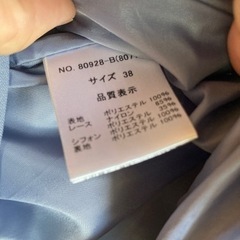 NO. 80928-B(807
サイズ 38
品質表示
表地 ポリエステル 100%
レース ポリエステル 65%
ナイロン 35%
シフォン ポリエステル 100%
裏地 ポリエステル 100%